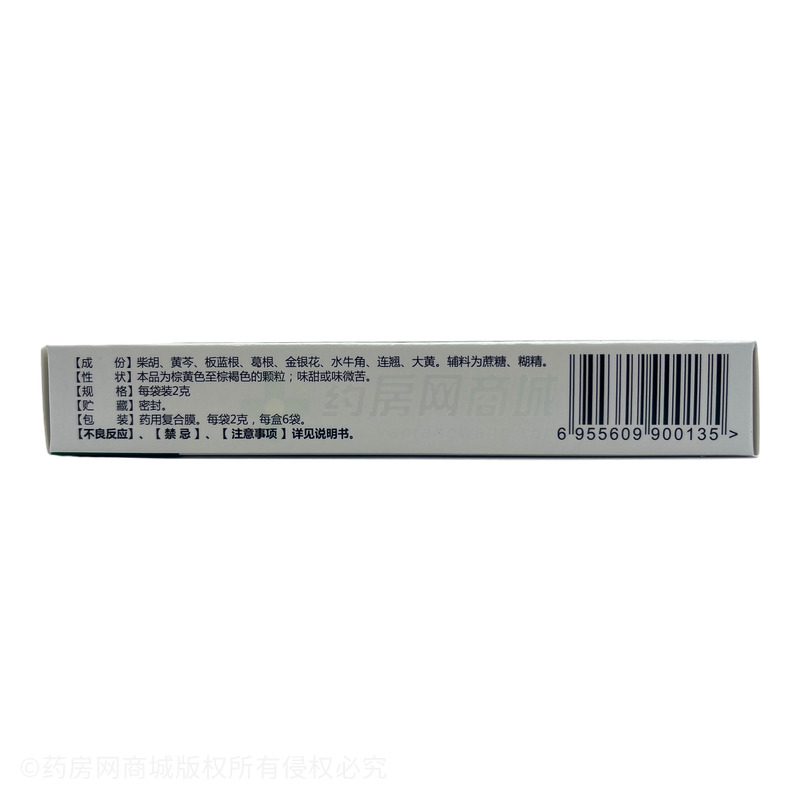 【成 份】柴胡、黄芩、板蓝根、葛根、金银花、水牛角、连翘、大黄。辅料为蔗糖、糊精。
【性 状】本品为棕黄色至棕褐色的颗粒；味甜或味微苦。
【规 格】每袋装2克
【贮 藏】密封。
【包 装】药用复合膜。每袋2克，每盒6袋。
【不良反应】、【禁 忌】、【注意事项】详见说明书。
药房网商城
6 955609 900135 >
©药房网商城版权所有侵权必究